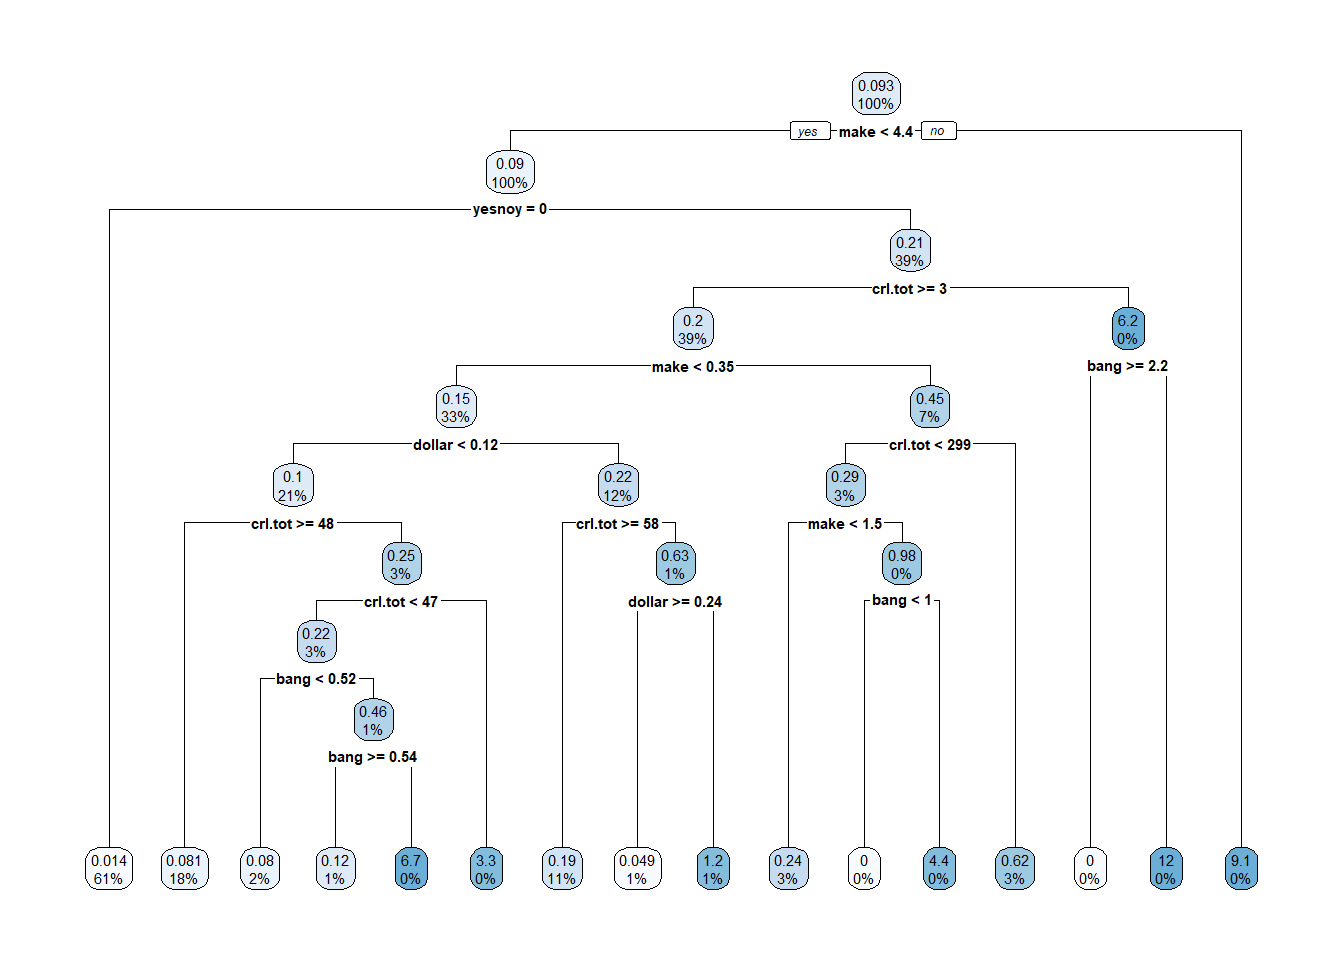 0.093
100%
yes make < 4.4 no
0.09
100%
yesnoy = 0
0.21
39%
crl.tot >= 3
0.2 6.2
39% 0%
make < 0.35 bang >= 2.2
0.15 0.45
33% 7%
dollar < 0.12 crl.tot < 299
0.1 0.22 0.29
21% 12% 3%
crl.tot >= 48 crl.tot >= 58 make < 1.5
0.25 0.63 0.98
3% 1% 0%
crl.tot < 47 dollar >= 0.24 bang < 1
0.22
3%
bang < 0.52
0.46
1%
bang >= 0.54
0.014 0.081 0.08 0.12 6.7 3.3 0.19 0.049 1.2 0.24 0 4.4 0.62 0 12 9.1
61% 18% 2% 1% 0% 0% 11% 1% 1% 3% 0% 0% 3% 0% 0% 0%